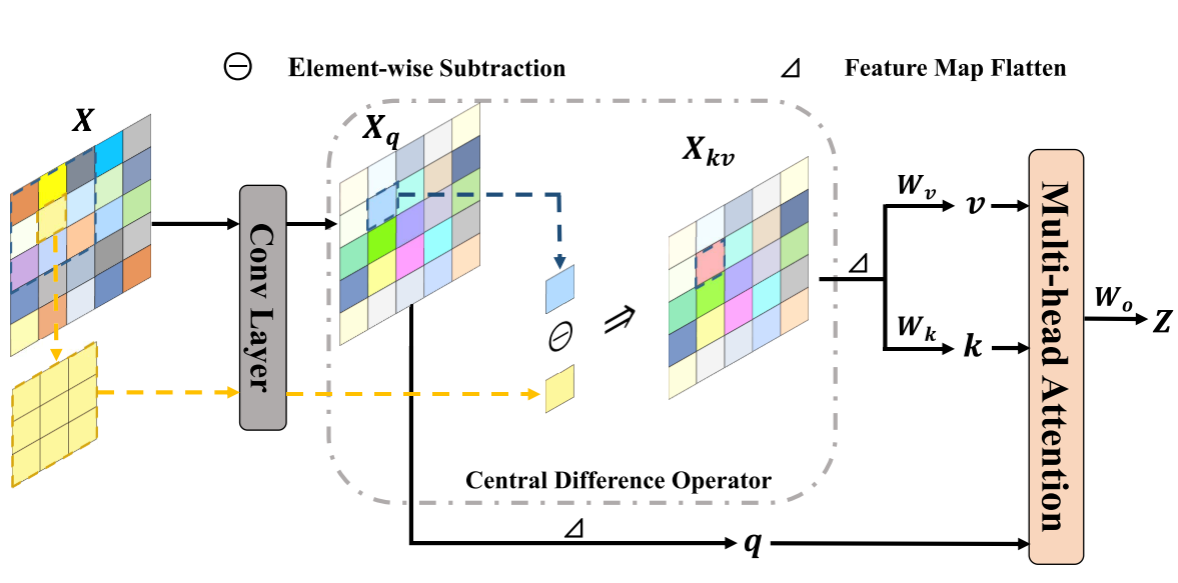 Element-wise Subtraction
Feature Map Flatten
X
X_q
X_kv
Conv Layer
W_v
v
W_k
k
Multi-head Attention
W_o
Z
Central Difference Operator
q